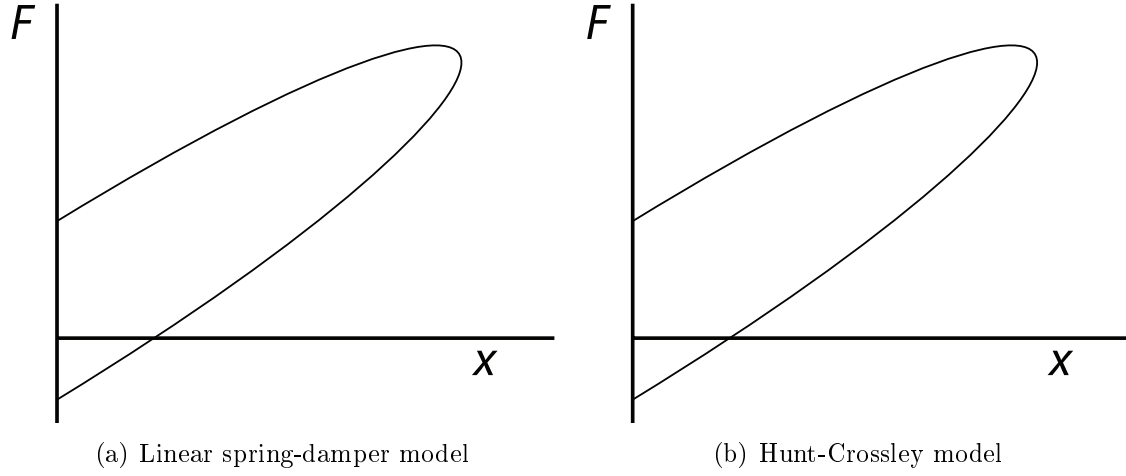 F
x
(a) Linear spring-damper model
F
x
(b) Hunt-Crossley model